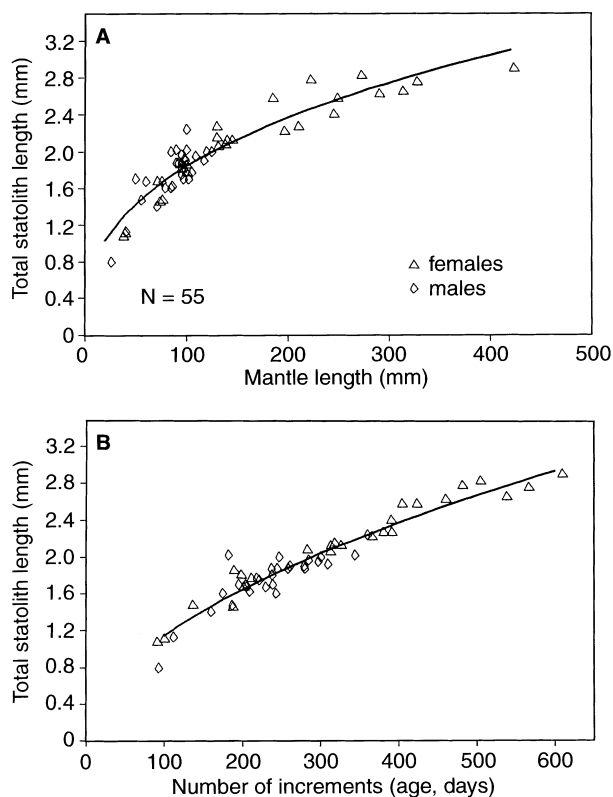 A
Total statolith length (mm)
3.2
2.8
2.4
2.0
1.6
1.2
0.8
0.4
0
N = 55
females
males
0 100 200 300 400 500
Mantle length (mm)
B
Total statolith length (mm)
3.2
2.8
2.4
2.0
1.6
1.2
0.8
0.4
0
0 100 200 300 400 500 600
Number of increments (age, days)